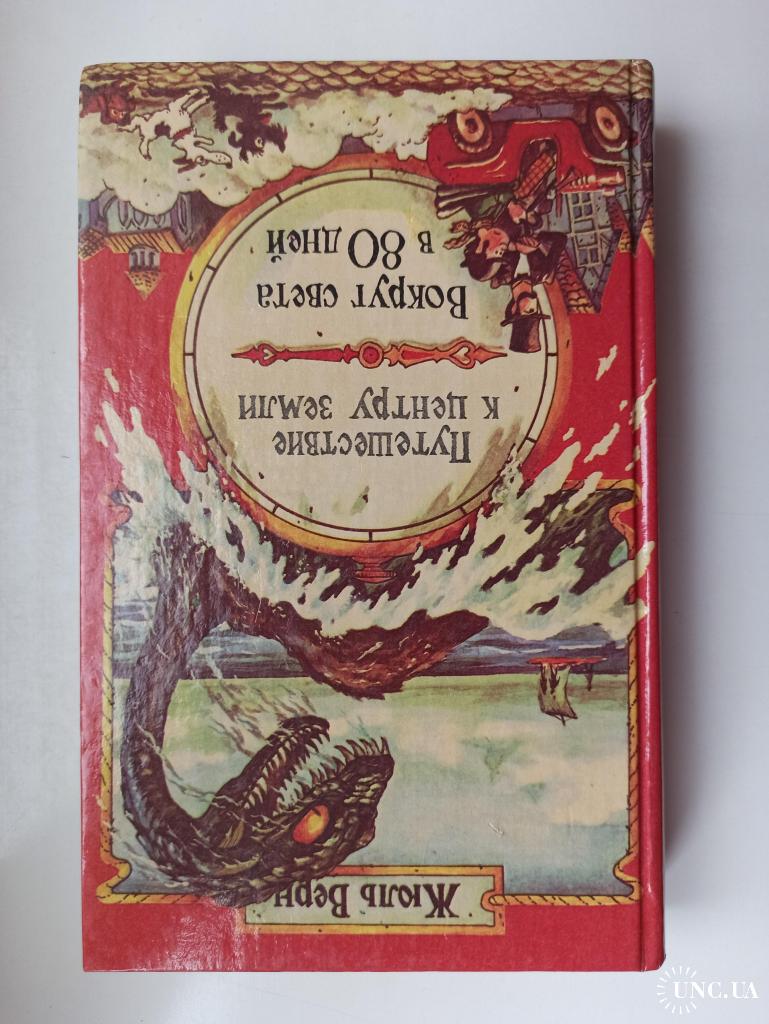 Жюль Верн
Путешествие
к центру земли
Вокруг света
в 80 дней
UNC.UA